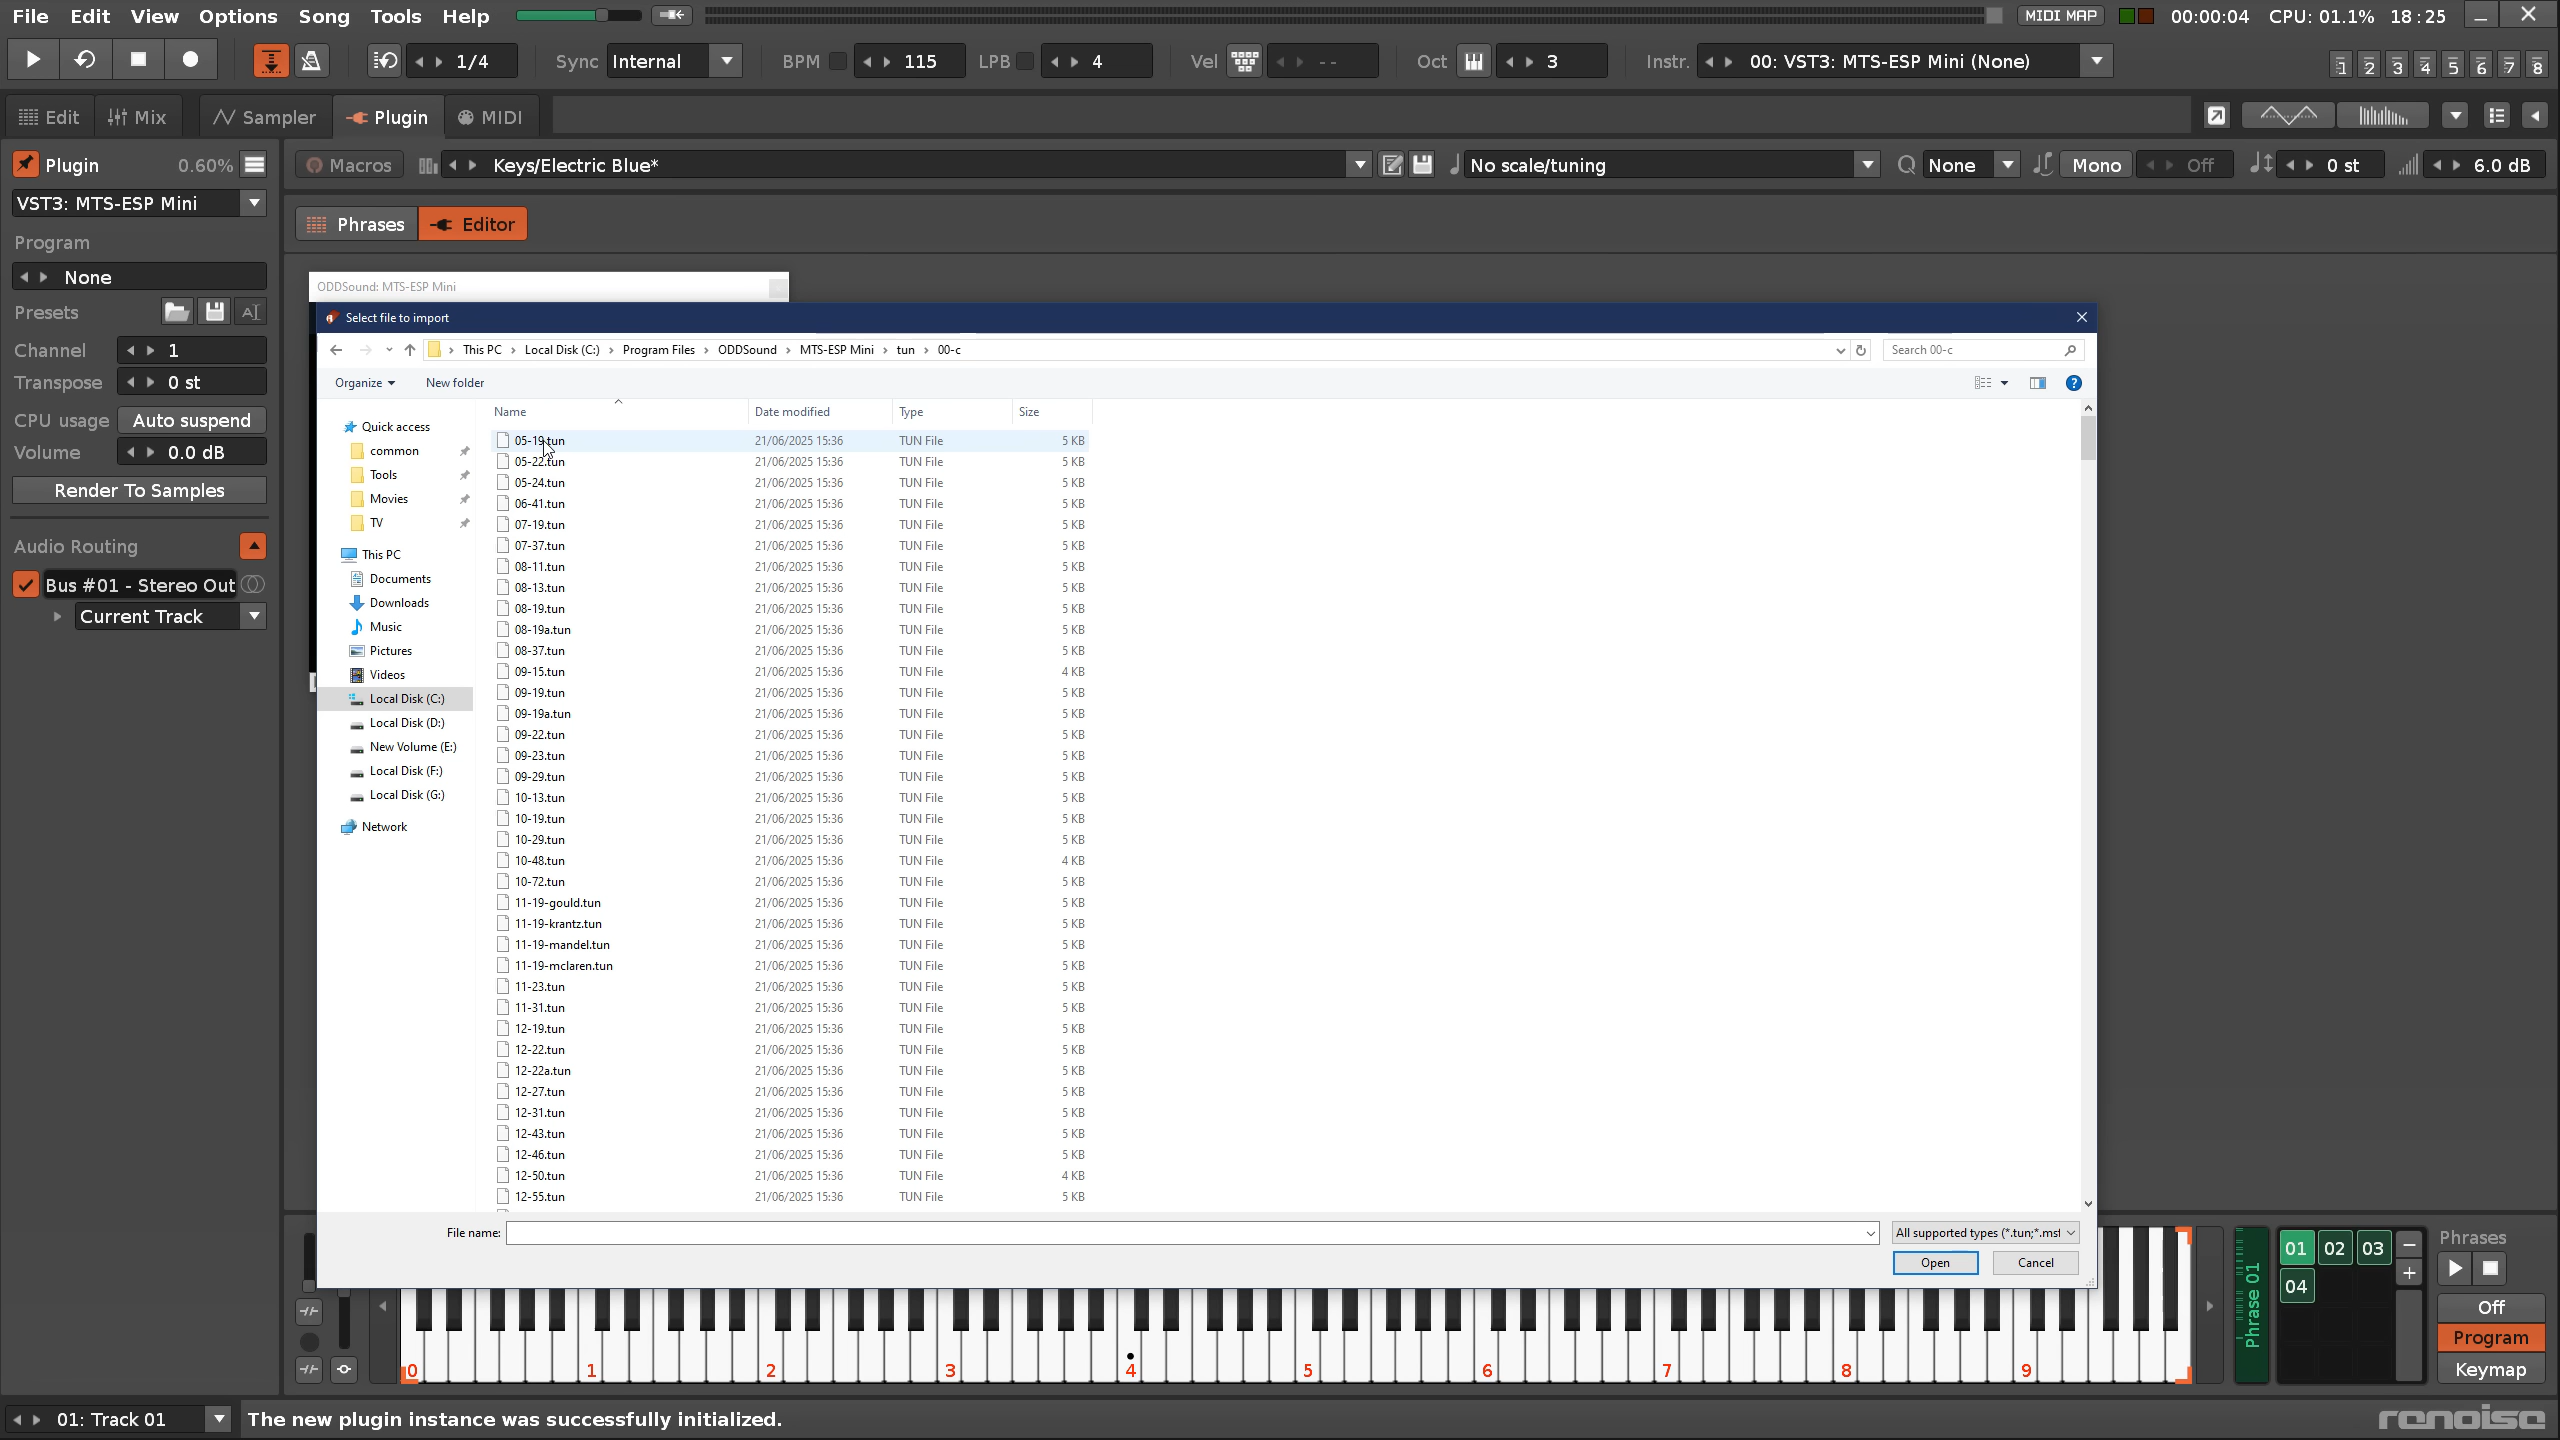 File Edit View Options Song Tools Help MIDI MAP 00:00:04 CPU: 01.1% 18:25
1/4 Sync Internal BPM 115 LPB 4 Vel -- Oct 3 Instr. 00: VST3: MTS-ESP Mini (None) 1 2 3 4 5 6 7 8
Edit Mix Sampler Plugin MIDI
Plugin 0.60% Macros Keys/Electric Blue* No scale/tuning None Mono Off 0 st 6.0 dB
VST3: MTS-ESP Mini
Phrases Editor
Program
None
Presets
Channel 1
Transpose 0 st
CPU usage Auto suspend
Volume 0.0 dB
Render To Samples
Audio Routing
Bus #01 - Stereo Out
Current Track
ODDSound: MTS-ESP Mini
Select file to import
This PC Local Disk (C:) Program Files ODDSound MTS-ESP Mini tun 00-c Search 00-c
Organize New folder
Quick access
common
Tools
Movies
TV
This PC
Documents
Downloads
Music
Pictures
Videos
Local Disk (C:)
Local Disk (D:)
New Volume (E:)
Local Disk (F:)
Local Disk (G:)
Network
Name Date modified Type Size
05-19.tun 21/06/2025 15:36 TUN File 5 KB
05-22.tun 21/06/2025 15:36 TUN File 5 KB
05-24.tun 21/06/2025 15:36 TUN File 5 KB
06-41.tun 21/06/2025 15:36 TUN File 5 KB
07-19.tun 21/06/2025 15:36 TUN File 5 KB
07-37.tun 21/06/2025 15:36 TUN File 5 KB
08-11.tun 21/06/2025 15:36 TUN File 5 KB
08-13.tun 21/06/2025 15:36 TUN File 5 KB
08-19.tun 21/06/2025 15:36 TUN File 5 KB
08-19a.tun 21/06/2025 15:36 TUN File 5 KB
08-37.tun 21/06/2025 15:36 TUN File 5 KB
09-15.tun 21/06/2025 15:36 TUN File 4 KB
09-19.tun 21/06/2025 15:36 TUN File 5 KB
09-19a.tun 21/06/2025 15:36 TUN File 5 KB
09-22.tun 21/06/2025 15:36 TUN File 5 KB
09-23.tun 21/06/2025 15:36 TUN File 5 KB
09-29.tun 21/06/2025 15:36 TUN File 5 KB
10-13.tun 21/06/2025 15:36 TUN File 5 KB
10-19.tun 21/06/2025 15:36 TUN File 5 KB
10-29.tun 21/06/2025 15:36 TUN File 5 KB
10-48.tun 21/06/2025 15:36 TUN File 4 KB
10-72.tun 21/06/2025 15:36 TUN File 5 KB
11-19-gould.tun 21/06/2025 15:36 TUN File 5 KB
11-19-krantz.tun 21/06/2025 15:36 TUN File 5 KB
11-19-mandel.tun 21/06/2025 15:36 TUN File 5 KB
11-19-mclaren.tun 21/06/2025 15:36 TUN File 5 KB
11-23.tun 21/06/2025 15:36 TUN File 5 KB
11-31.tun 21/06/2025 15:36 TUN File 5 KB
12-19.tun 21/06/2025 15:36 TUN File 5 KB
12-22.tun 21/06/2025 15:36 TUN File 5 KB
12-22a.tun 21/06/2025 15:36 TUN File 5 KB
12-27.tun 21/06/2025 15:36 TUN File 5 KB
12-31.tun 21/06/2025 15:36 TUN File 5 KB
12-43.tun 21/06/2025 15:36 TUN File 5 KB
12-46.tun 21/06/2025 15:36 TUN File 5 KB
12-50.tun 21/06/2025 15:36 TUN File 4 KB
12-55.tun 21/06/2025 15:36 TUN File 5 KB
File name: All supported types (*.tun;*.mst
Open Cancel
0 1 2 3 4 5 6 7 8 9
Phrase 01
01 02 03
04
Phrases
Off
Program
Keymap
01: Track 01 The new plugin instance was successfully initialized. renoise